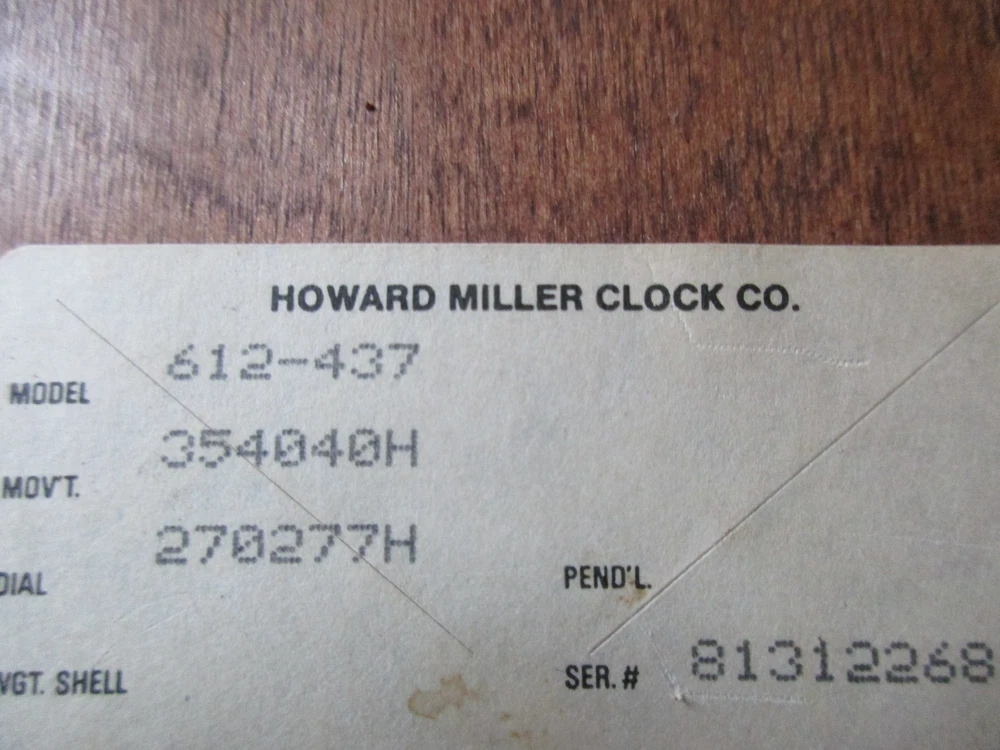 HOWARD MILLER CLOCK CO.
MODEL 612-437
MOV'T. 354040H
DIAL 270277H
PEND'L.
WGT. SHELL
SER. # 81312268